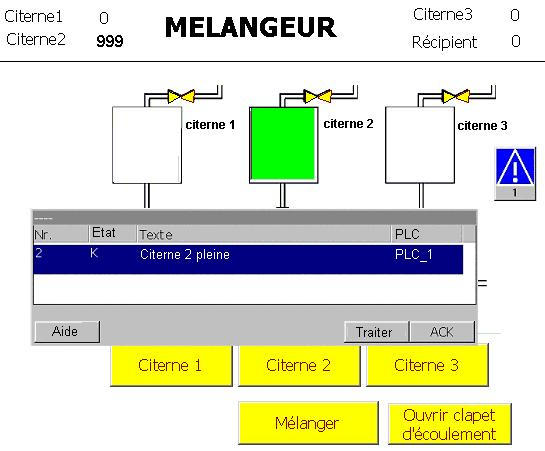 Citerne1 0
Citerne2 999
MELANGEUR
Citerne3 0
Récipient 0
citerne 1
citerne 2
citerne 3
1
----
Nr. Etat Texte PLC
2 K Citerne 2 pleine PLC_1
Aide Traiter ACK
Citerne 1 Citerne 2 Citerne 3
Mélanger
Ouvrir clapet
d'écoulement